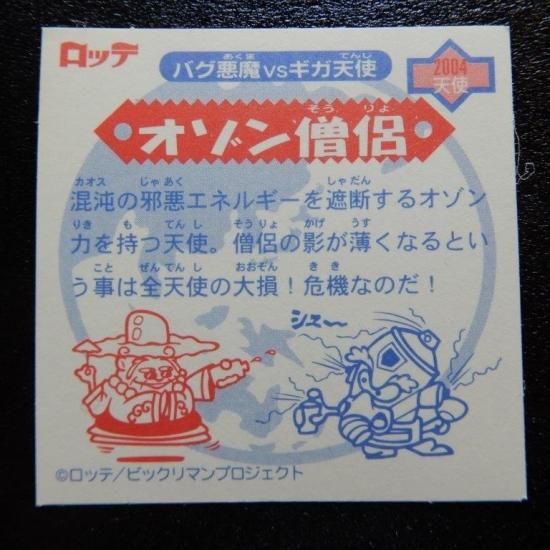 ロッテ
バグ悪魔vsギガ天使
あくま
てんし
2004
天使
オゾン僧侶
そう りょ
カオス じゃあく しゃだん
混沌の邪悪エネルギーを遮断するオゾン
りき も てんし そうりょ かげ うす
力を持つ天使。僧侶の影が薄くなるとい
こと ぜんてんし おおぞん きき
う事は全天使の大損！危機なのだ！
シュー
©ロッテ/ビックリマンプロジェクト